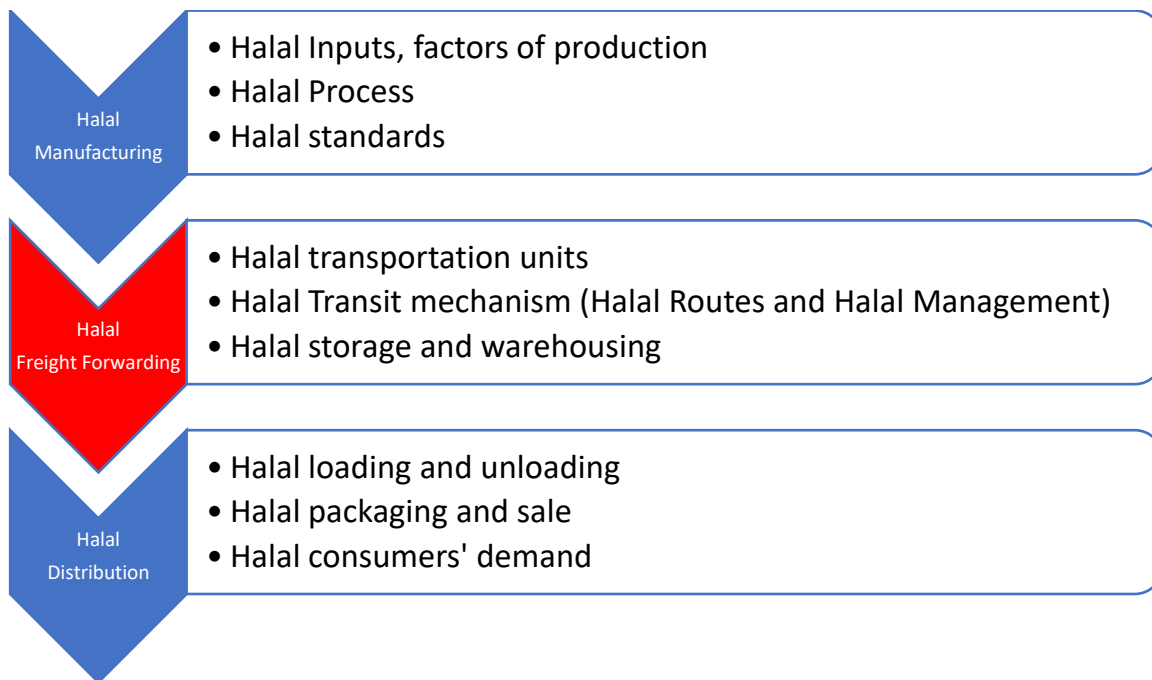 Halal
Manufacturing
• Halal Inputs, factors of production
• Halal Process
• Halal standards
Halal
Freight Forwarding
• Halal transportation units
• Halal Transit mechanism (Halal Routes and Halal Management)
• Halal storage and warehousing
Halal
Distribution
• Halal loading and unloading
• Halal packaging and sale
• Halal consumers' demand